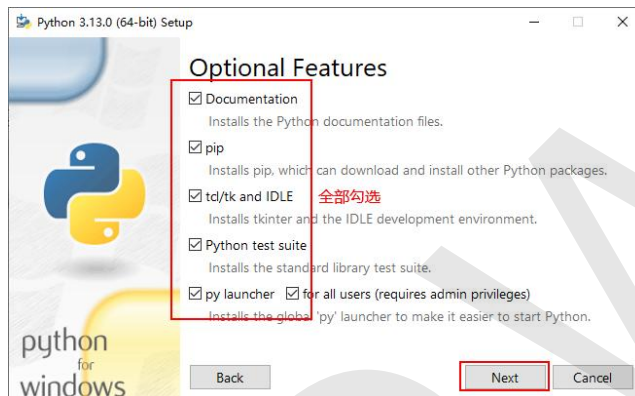 Python 3.13.0 (64-bit) Setup
Optional Features
Documentation
Installs the Python documentation files.
pip
Installs pip, which can download and install other Python packages.
tcl/tk and IDLE 全部勾选
Installs tkinter and the IDLE development environment.
Python test suite
Installs the standard library test suite.
py launcher for all users (requires admin privileges)
Installs the global 'py' launcher to make it easier to start Python.
python
for
windows
Back Next Cancel